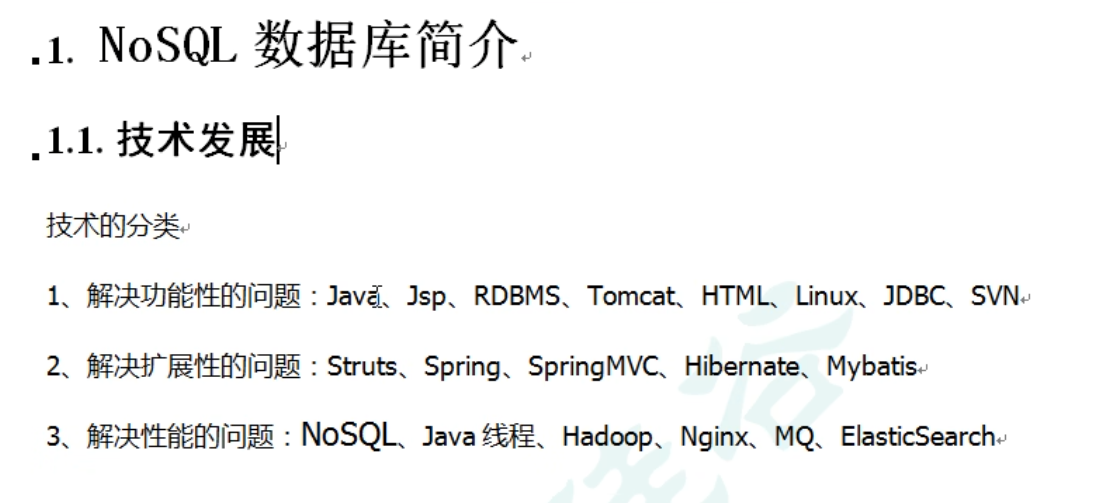 1. NoSQL 数据库简介
1.1. 技术发展
技术的分类
1、解决功能性的问题：Java、Jsp、RDBMS、Tomcat、HTML、Linux、JDBC、SVN
2、解决扩展性的问题：Struts、Spring、SpringMVC、Hibernate、Mybatis
3、解决性能的问题：NoSQL、Java 线程、Hadoop、Nginx、MQ、ElasticSearch